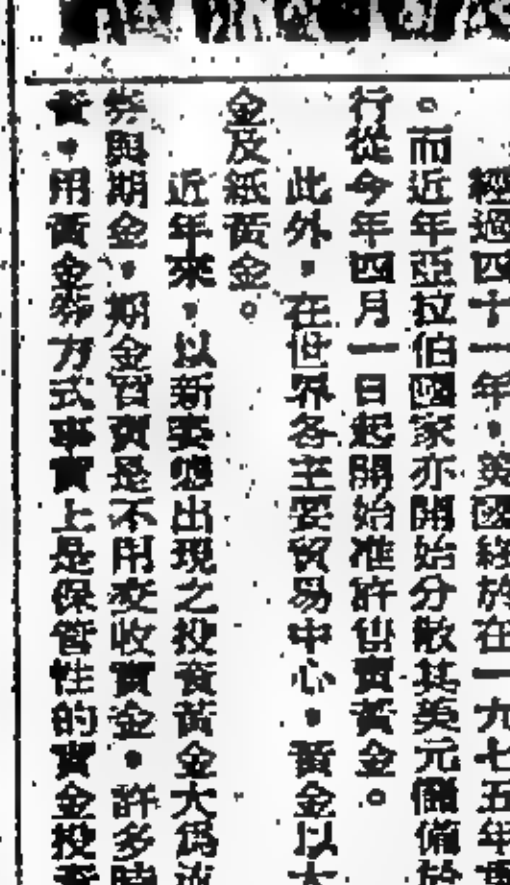 經過四十一年，英國終於在一九七五年
。而近年亞拉伯國家亦開始分散其美元儲備於
行從今年四月一日起開始准許售賣黃金。
此外，在世界各主要貿易中心，黃金以大
金及紙黃金。
近年來，以新姿態出現之投資黃金大爲流
券與期金，期金買賣是不用交收實金，許多時
資，用黃金券方式事實上是保管性的實金投資